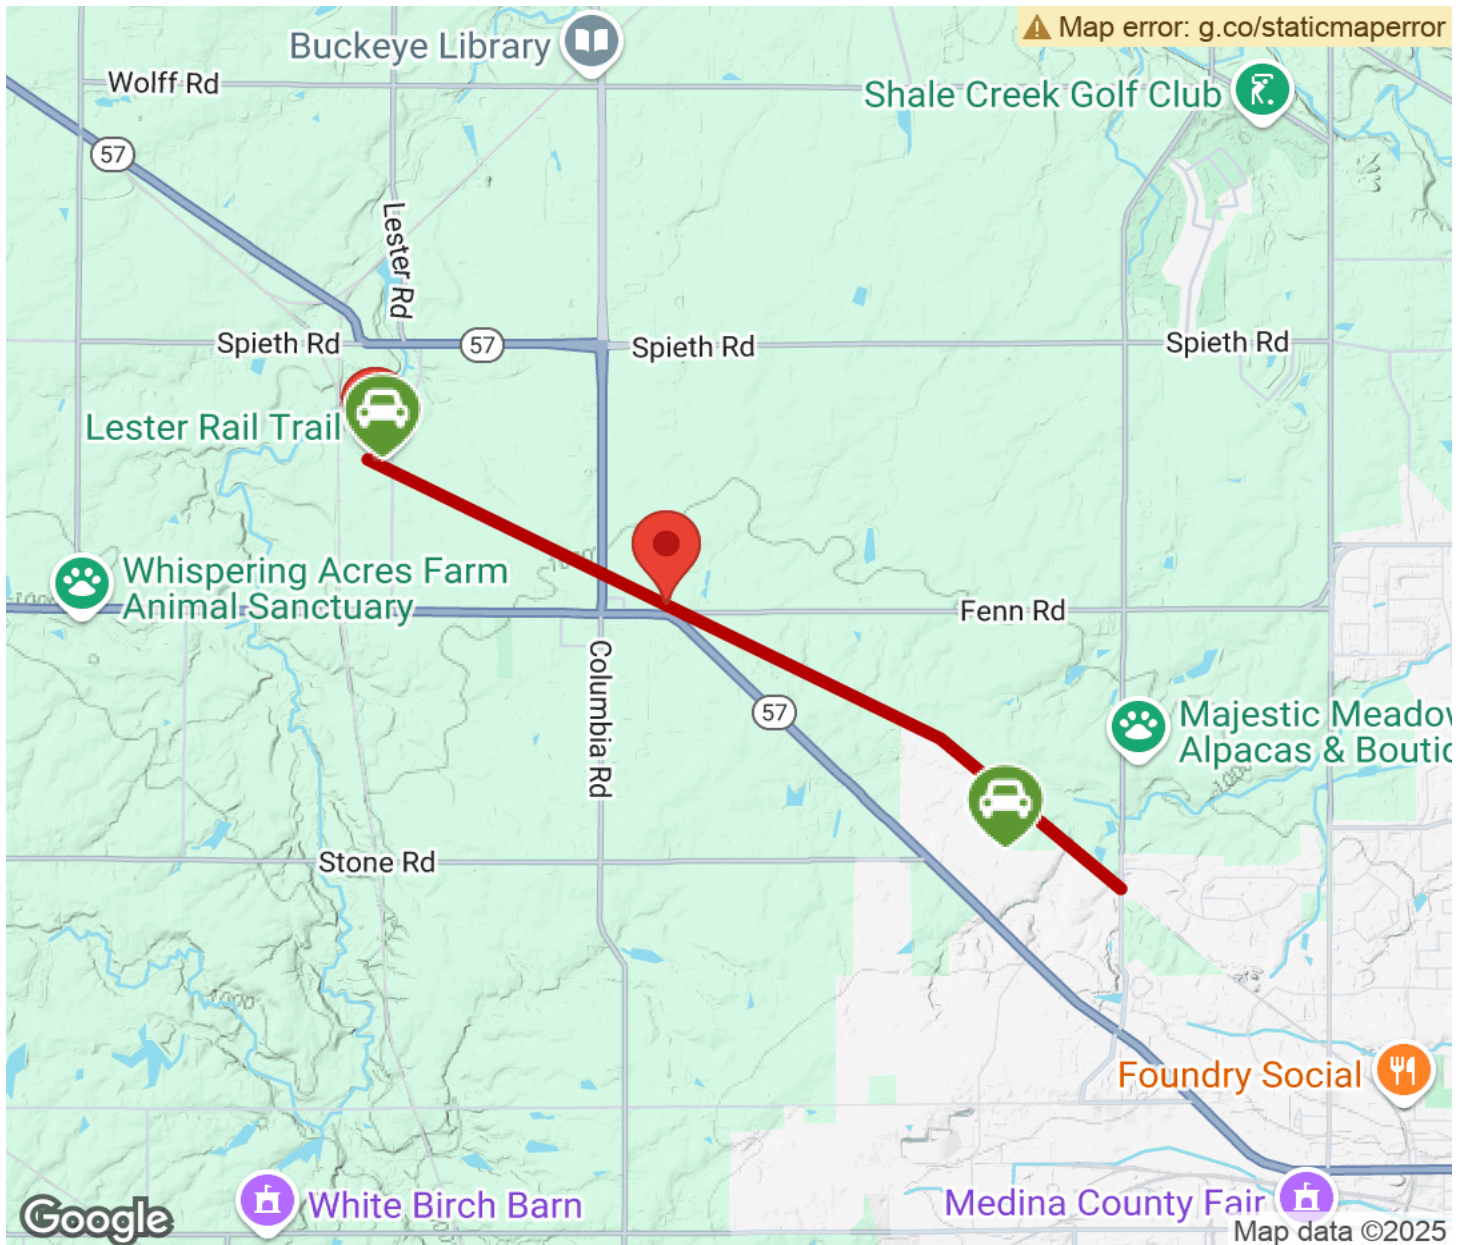 Map error: g.co/staticmaperror
Buckeye Library
Wolff Rd
Shale Creek Golf Club
57
Lester Rd
Spieth Rd
57
Spieth Rd
Spieth Rd
Lester Rail Trail
Whispering Acres Farm
Animal Sanctuary
Fenn Rd
Columbia Rd
57
Majestic Meadow
Alpacas & Boutic
Stone Rd
1000
Foundry Social
White Birch Barn
Medina County Fair
Google
Map data ©2025